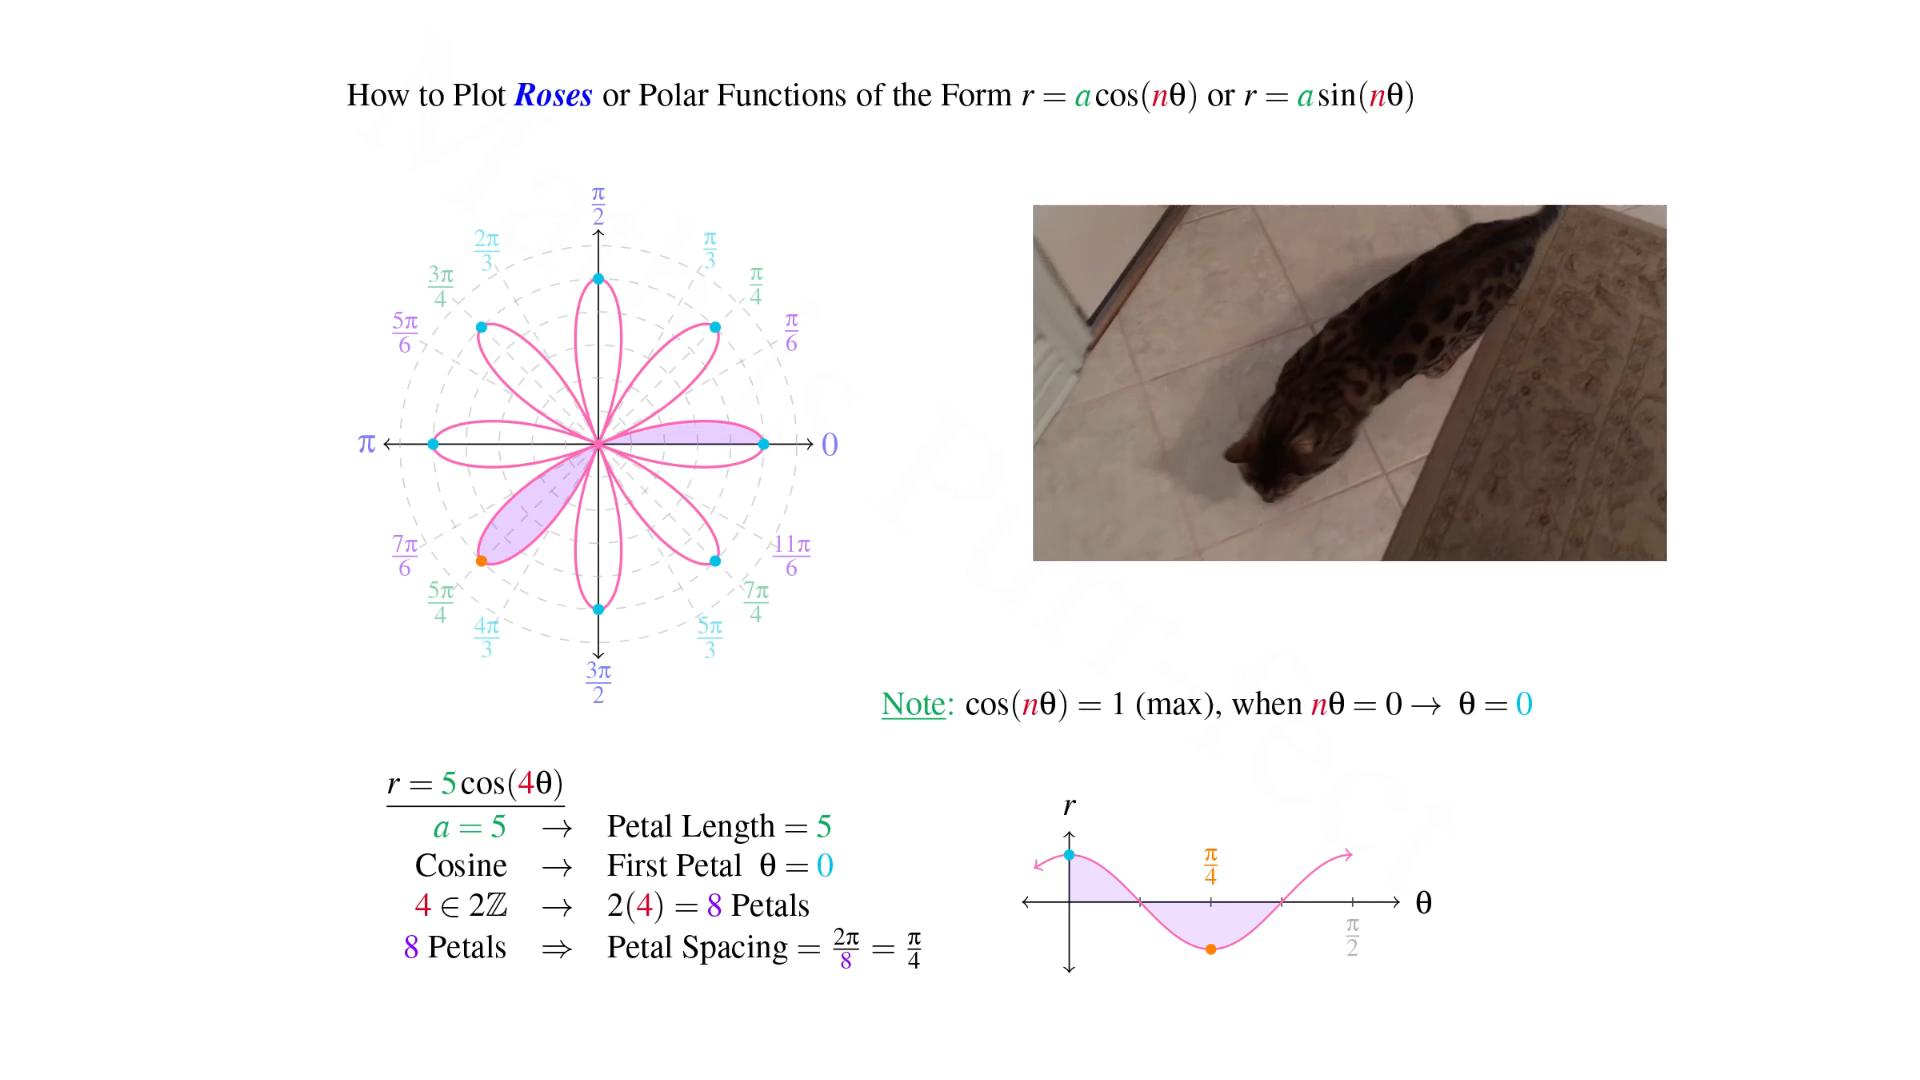 How to Plot Roses or Polar Functions of the Form r = a cos(nθ) or r = a sin(nθ)
π/2
2π/3
π/3
3π/4
π/4
5π/6
π/6
π
0
7π/6
11π/6
5π/4
7π/4
4π/3
5π/3
3π/2
Note: cos(nθ) = 1 (max), when nθ = 0 → θ = 0
r = 5 cos(4θ)
a = 5 → Petal Length = 5
Cosine → First Petal θ = 0
4 ∈ 2ℤ → 2(4) = 8 Petals
8 Petals ⇒ Petal Spacing = 2π/8 = π/4
r
π/4
θ
π/2